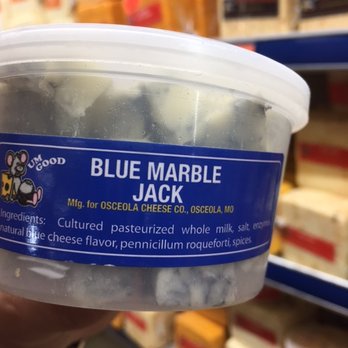 UM
GOOD
BLUE MARBLE
JACK
Mfg. for OSCEOLA CHEESE CO., OSCEOLA, MO
Ingredients: Cultured pasteurized whole milk, salt, enzymes
natural blue cheese flavor, pennicillum roqueforti, spices.